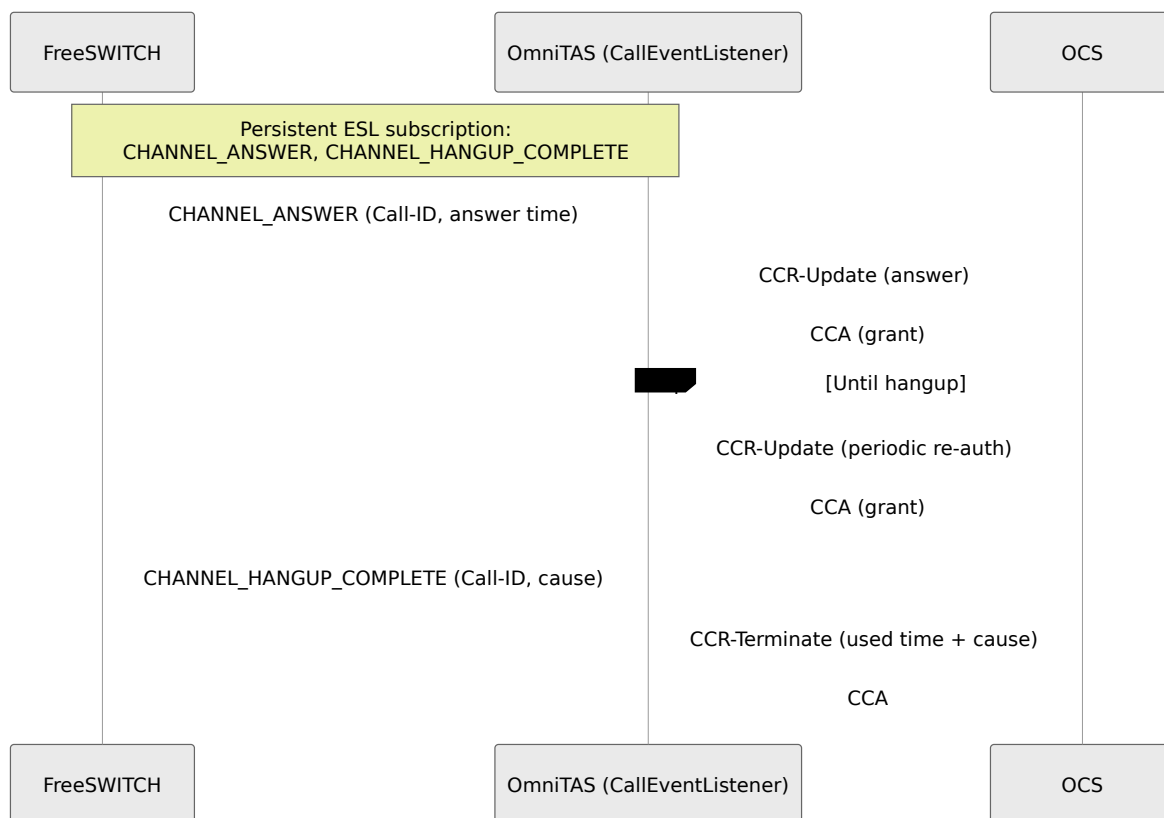 FreeSWITCH
OmniTAS (CallEventListener)
OCS
Persistent ESL subscription:
CHANNEL_ANSWER, CHANNEL_HANGUP_COMPLETE
CHANNEL_ANSWER (Call-ID, answer time)
CCR-Update (answer)
CCA (grant)
[Until hangup]
CCR-Update (periodic re-auth)
CCA (grant)
CHANNEL_HANGUP_COMPLETE (Call-ID, cause)
CCR-Terminate (used time + cause)
CCA
FreeSWITCH
OmniTAS (CallEventListener)
OCS